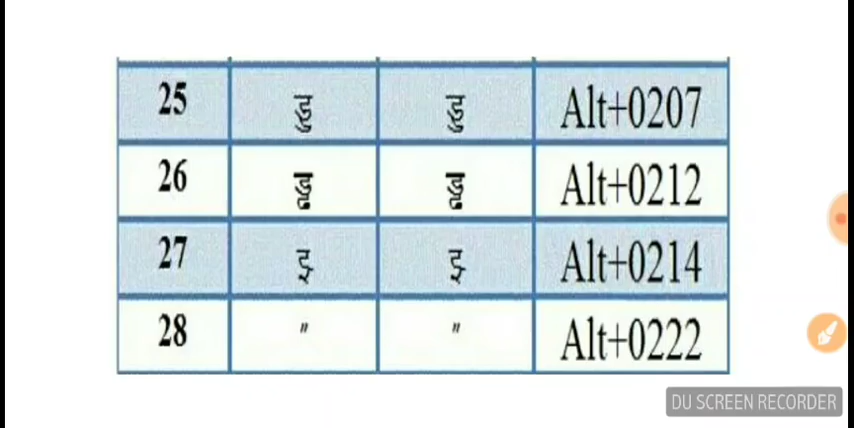 25 ड्ड ड्ड Alt+0207
26 ड्ढ ड्ढ Alt+0212
27 Alt+0214
28 " " Alt+0222
DU SCREEN RECORDER